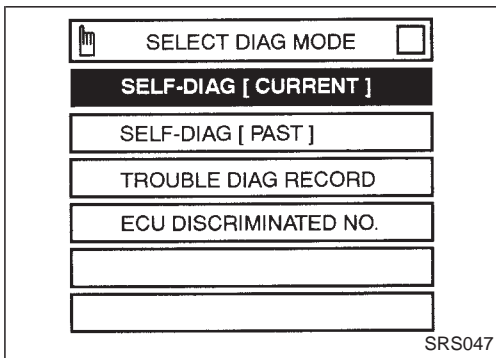 SELECT DIAG MODE
SELF-DIAG [ CURRENT ]
SELF-DIAG [ PAST ]
TROUBLE DIAG RECORD
ECU DISCRIMINATED NO.
SRS047